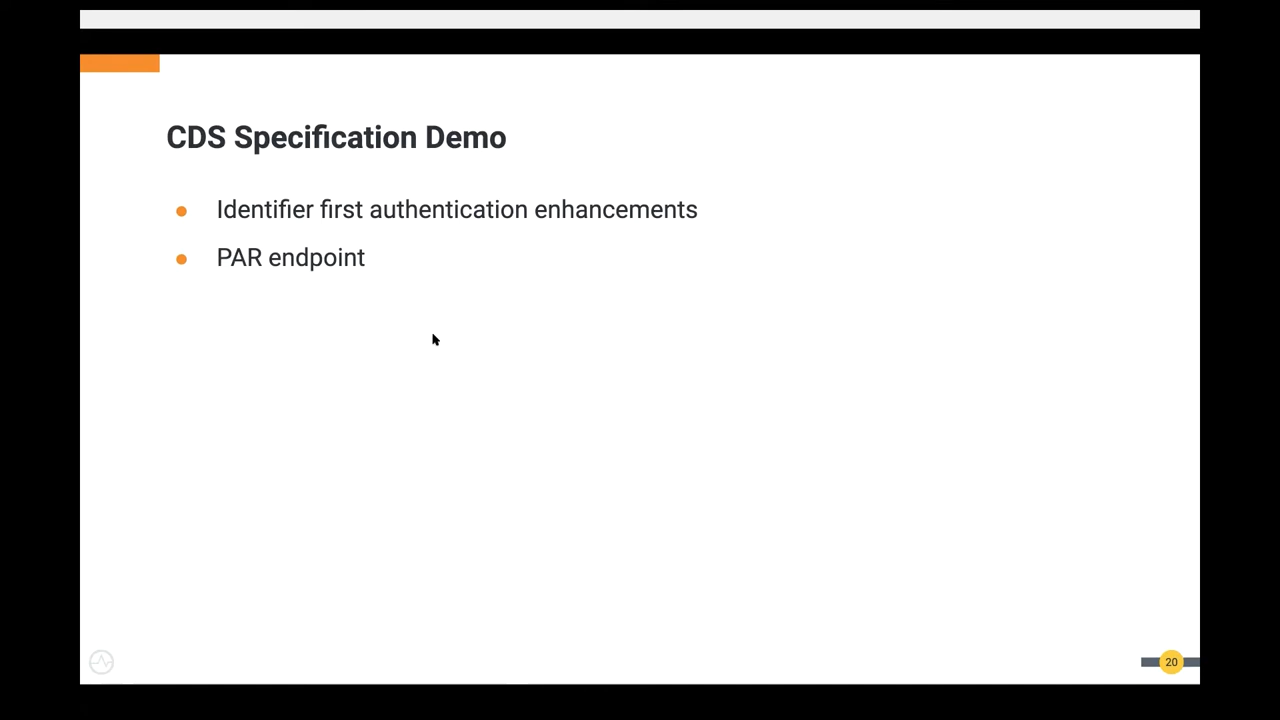 CDS Specification Demo
Identifier first authentication enhancements
PAR endpoint
20